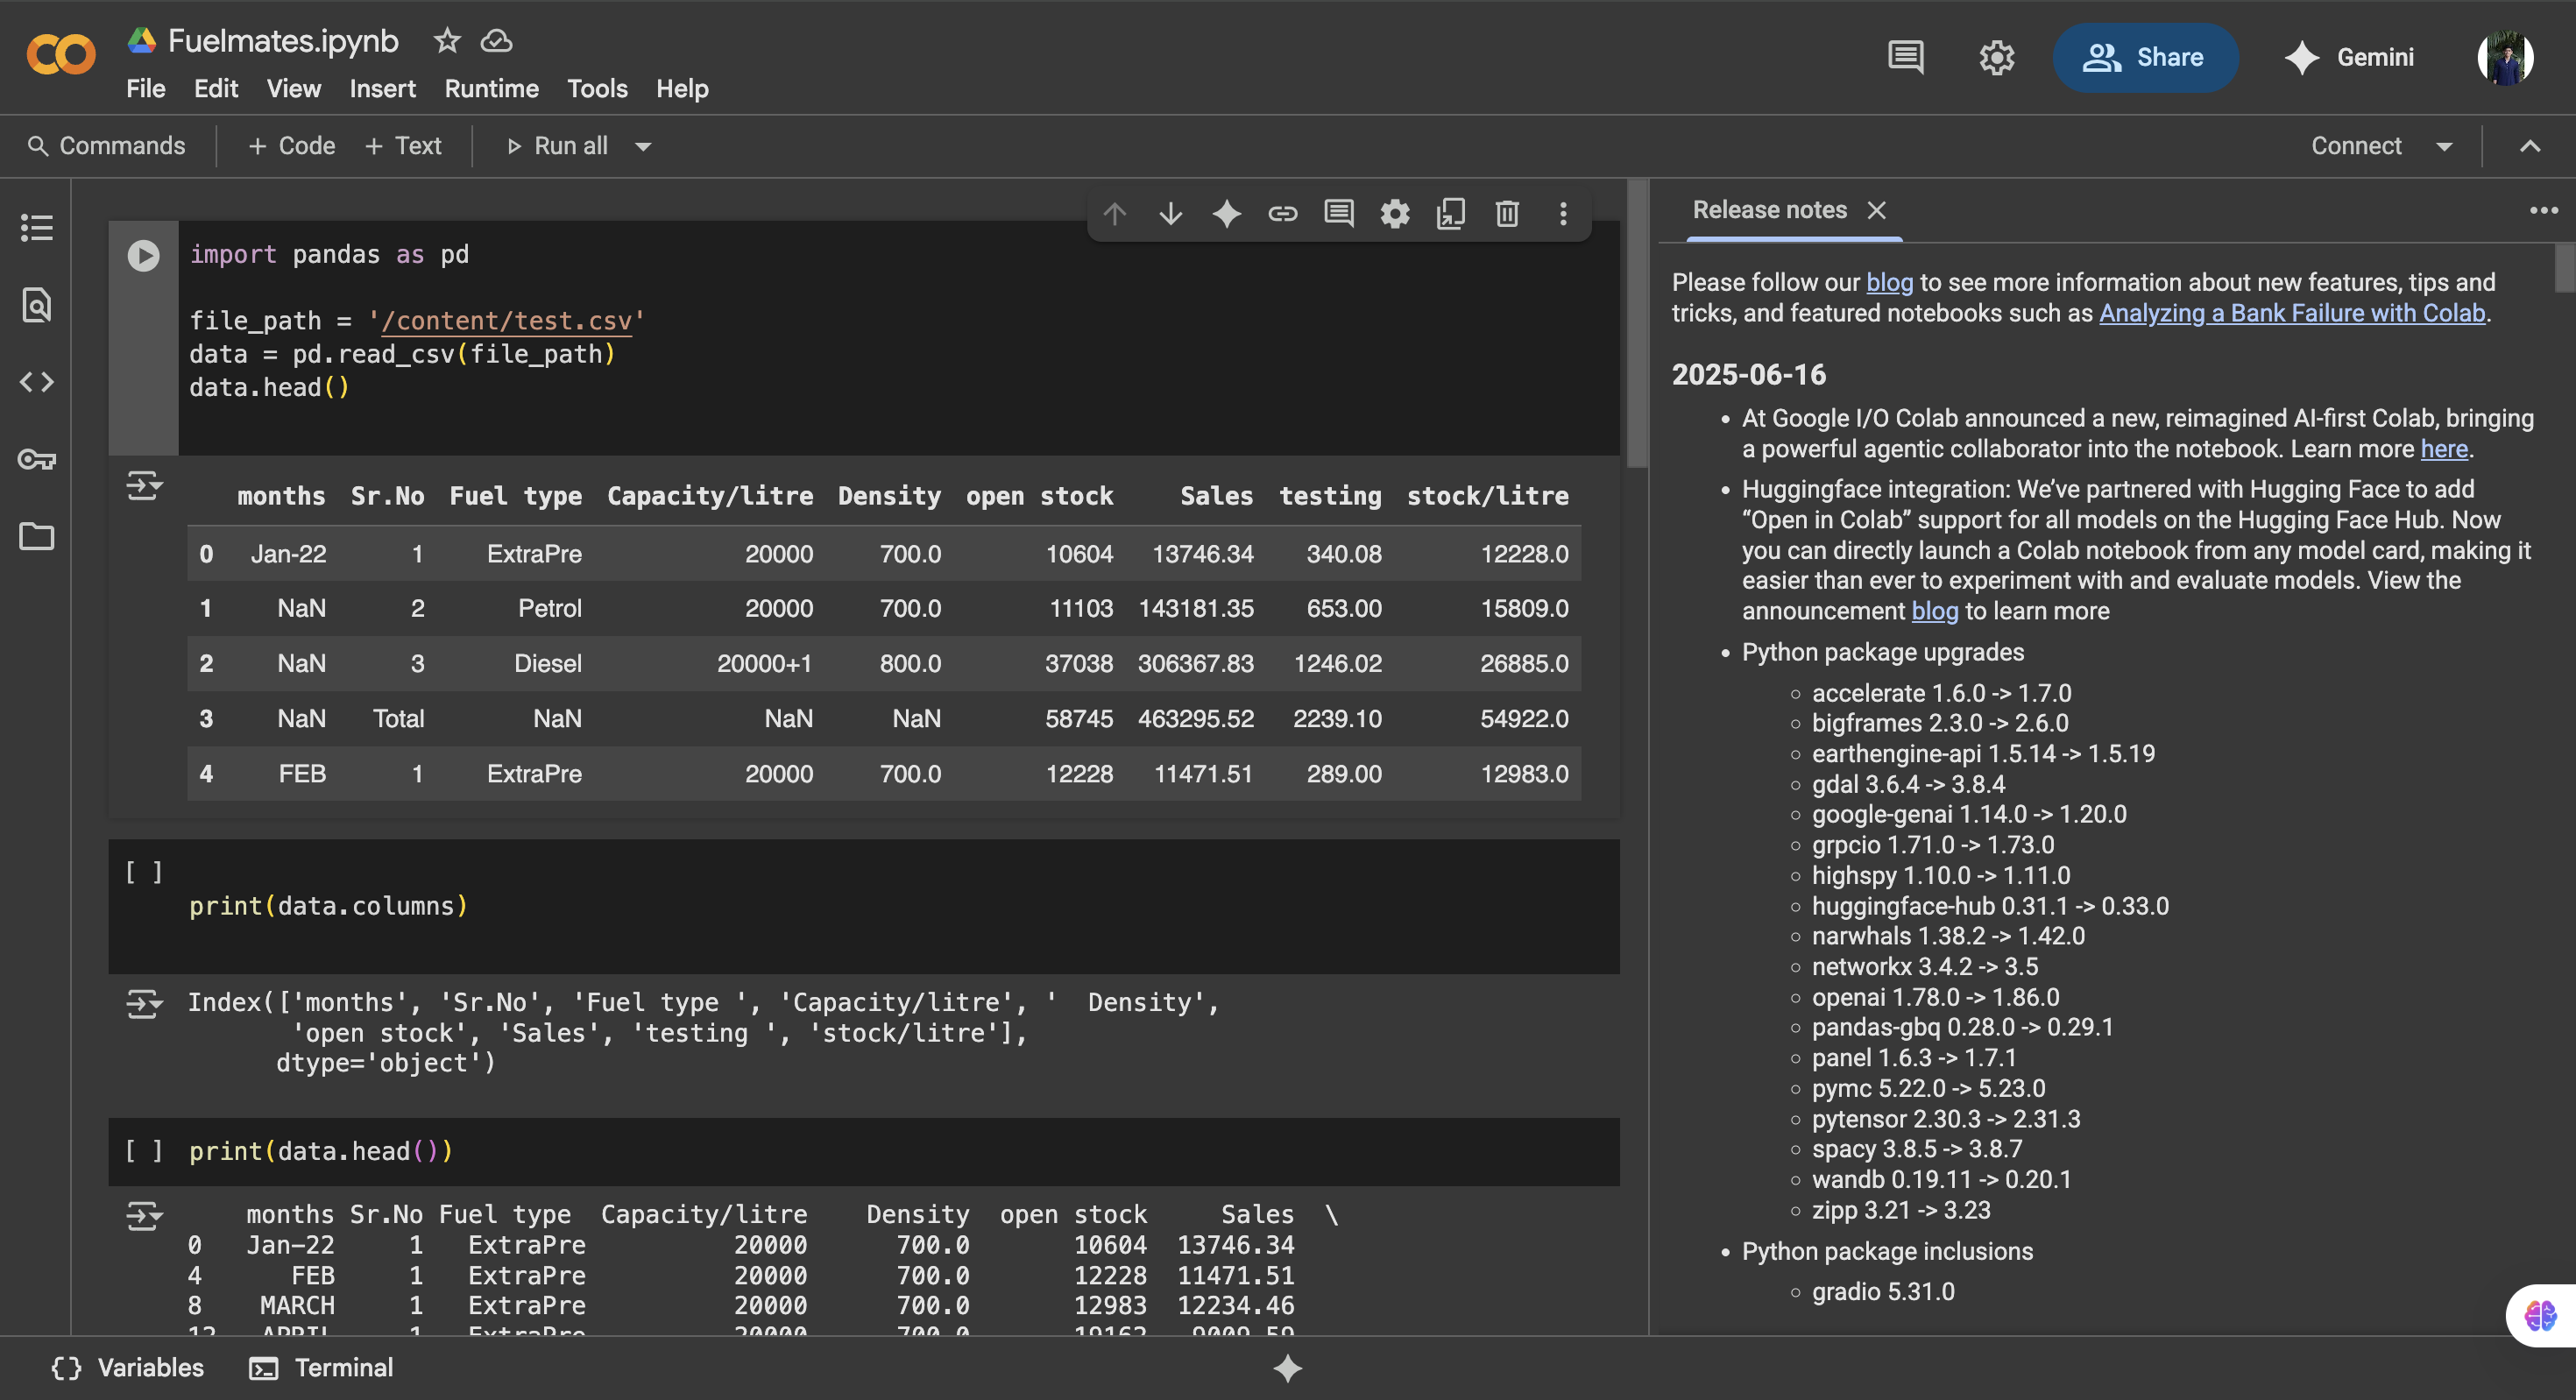 Fuelmates.ipynb
File Edit View Insert Runtime Tools Help
Share
Gemini
Commands + Code + Text Run all
Connect
import pandas as pd
file_path = '/content/test.csv'
data = pd.read_csv(file_path)
data.head()
months Sr.No Fuel type Capacity/litre Density open stock Sales testing stock/litre
0 Jan-22 1 ExtraPre 20000 700.0 10604 13746.34 340.08 12228.0
1 NaN 2 Petrol 20000 700.0 11103 143181.35 653.00 15809.0
2 NaN 3 Diesel 20000+1 800.0 37038 306367.83 1246.02 26885.0
3 NaN Total NaN NaN NaN 58745 463295.52 2239.10 54922.0
4 FEB 1 ExtraPre 20000 700.0 12228 11471.51 289.00 12983.0
[ ]
print(data.columns)
Index(['months', 'Sr.No', 'Fuel type ', 'Capacity/litre', '  Density',
'open stock', 'Sales', 'testing ', 'stock/litre'],
dtype='object')
[ ] print(data.head())
months Sr.No Fuel type Capacity/litre Density open stock Sales \
0 Jan-22 1 ExtraPre 20000 700.0 10604 13746.34
4 FEB 1 ExtraPre 20000 700.0 12228 11471.51
8 MARCH 1 ExtraPre 20000 700.0 12983 12234.46
12 APRIL 1 ExtraPre 20000 700.0 19162 9009.59
Release notes
Please follow our blog to see more information about new features, tips and
tricks, and featured notebooks such as Analyzing a Bank Failure with Colab.
2025-06-16
• At Google I/O Colab announced a new, reimagined AI-first Colab, bringing
a powerful agentic collaborator into the notebook. Learn more here.
• Huggingface integration: We’ve partnered with Hugging Face to add
“Open in Colab” support for all models on the Hugging Face Hub. Now
you can directly launch a Colab notebook from any model card, making it
easier than ever to experiment with and evaluate models. View the
announcement blog to learn more
• Python package upgrades
◦ accelerate 1.6.0 -> 1.7.0
◦ bigframes 2.3.0 -> 2.6.0
◦ earthengine-api 1.5.14 -> 1.5.19
◦ gdal 3.6.4 -> 3.8.4
◦ google-genai 1.14.0 -> 1.20.0
◦ grpcio 1.71.0 -> 1.73.0
◦ highspy 1.10.0 -> 1.11.0
◦ huggingface-hub 0.31.1 -> 0.33.0
◦ narwhals 1.38.2 -> 1.42.0
◦ networkx 3.4.2 -> 3.5
◦ openai 1.78.0 -> 1.86.0
◦ pandas-gbq 0.28.0 -> 0.29.1
◦ panel 1.6.3 -> 1.7.1
◦ pymc 5.22.0 -> 5.23.0
◦ pytensor 2.30.3 -> 2.31.3
◦ spacy 3.8.5 -> 3.8.7
◦ wandb 0.19.11 -> 0.20.1
◦ zipp 3.21 -> 3.23
• Python package inclusions
◦ gradio 5.31.0
Variables Terminal